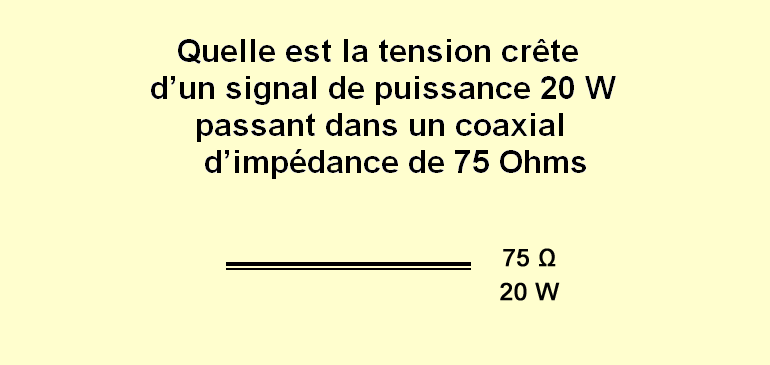 Quelle est la tension crête
d’un signal de puissance 20 W
passant dans un coaxial
d’impédance de 75 Ohms
75 Ω
20 W